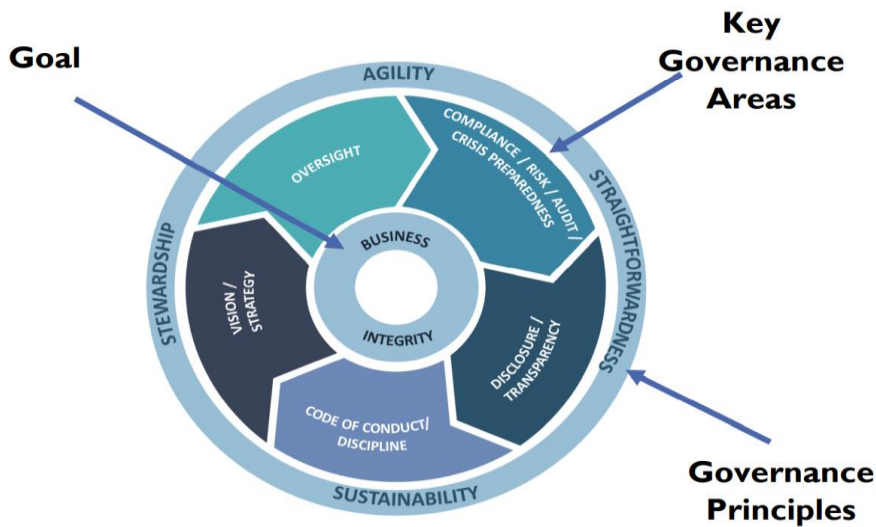 Goal
Key
Governance
Areas
AGILITY
STRAIGHTFORWARDNESS
SUSTAINABILITY
STEWARDSHIP
OVERSIGHT
COMPLIANCE / RISK / AUDIT /
CRISIS PREPAREDNESS
DISCLOSURE /
TRANSPARENCY
CODE OF CONDUCT/
DISCIPLINE
VISION /
STRATEGY
BUSINESS
INTEGRITY
Governance
Principles